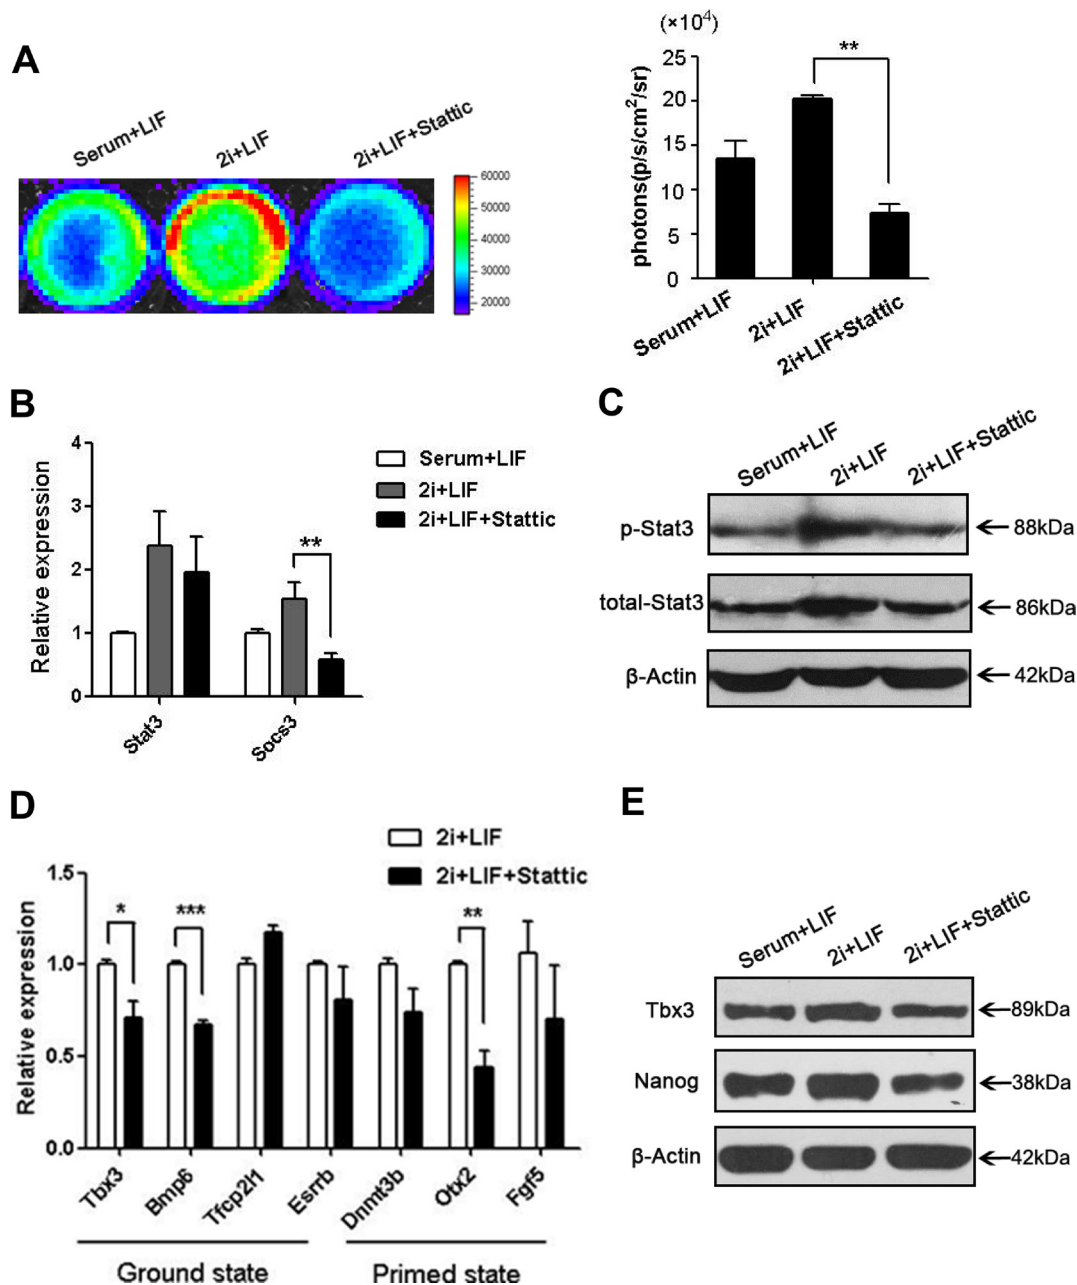 A
Serum+LIF
2i+LIF
2i+LIF+Stattic
60000
50000
40000
30000
20000
(×10⁴)
photons(p/s/cm²/sr)
25
20
15
10
5
0
**
Serum+LIF
2i+LIF
2i+LIF+Stattic
B
Relative expression
4
3
2
1
0
Serum+LIF
2i+LIF
2i+LIF+Stattic
**
Stat3
Socs3
C
Serum+LIF
2i+LIF
2i+LIF+Stattic
p-Stat3
88kDa
total-Stat3
86kDa
β-Actin
42kDa
D
2i+LIF
2i+LIF+Stattic
Relative expression
1.5
1.0
0.5
0.0
*
***
**
Tbx3
Bmp6
Tfcp2l1
Esrrb
Dnmt3b
Otx2
Fgf5
Ground state
Primed state
E
Serum+LIF
2i+LIF
2i+LIF+Stattic
Tbx3
89kDa
Nanog
38kDa
β-Actin
42kDa